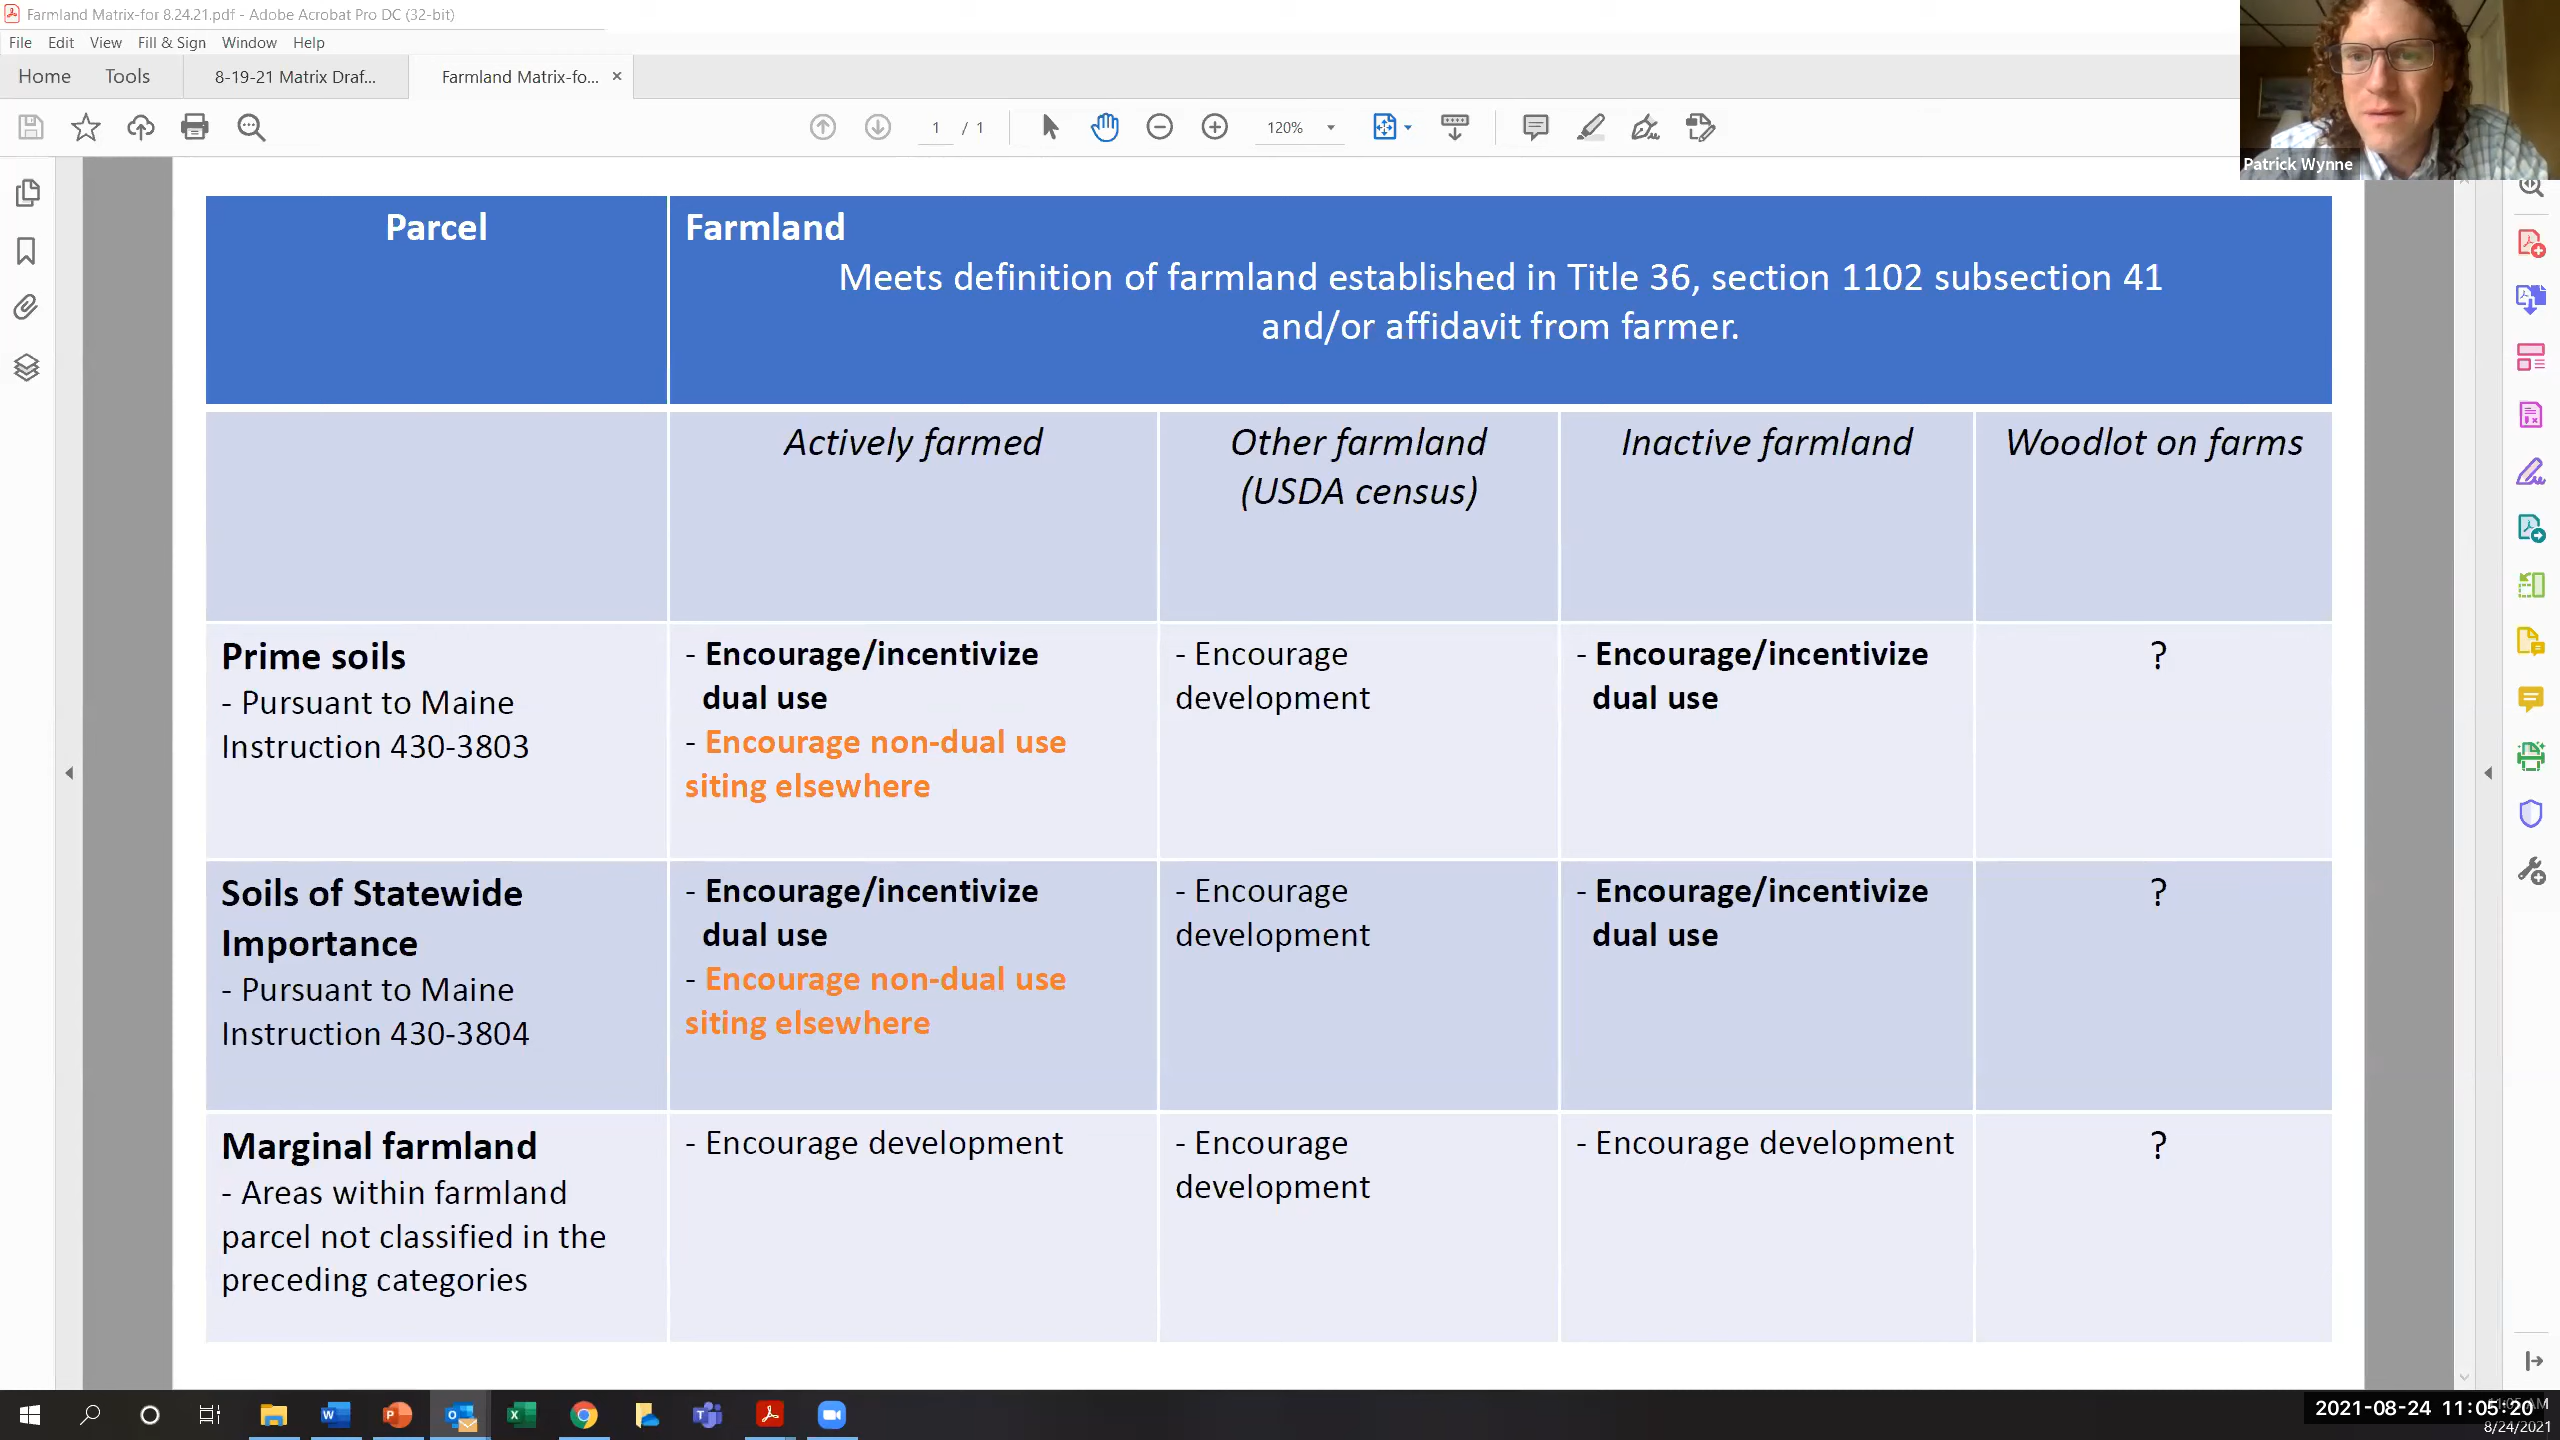 Farmland Matrix-for 8.24.21.pdf - Adobe Acrobat Pro DC (32-bit)
File Edit View Fill & Sign Window Help
Home Tools 8-19-21 Matrix Draf... Farmland Matrix-fo... ×
1 / 1 120%
Patrick Wynne
Parcel
Farmland
Meets definition of farmland established in Title 36, section 1102 subsection 41
and/or affidavit from farmer.
Actively farmed
Other farmland
(USDA census)
Inactive farmland
Woodlot on farms
Prime soils
- Pursuant to Maine
Instruction 430-3803
- Encourage/incentivize
dual use
- Encourage non-dual use
siting elsewhere
- Encourage
development
- Encourage/incentivize
dual use
?
Soils of Statewide
Importance
- Pursuant to Maine
Instruction 430-3804
- Encourage/incentivize
dual use
- Encourage non-dual use
siting elsewhere
- Encourage
development
- Encourage/incentivize
dual use
?
Marginal farmland
- Areas within farmland
parcel not classified in the
preceding categories
- Encourage development
- Encourage
development
- Encourage development
?
2021-08-24 11:05:20
8/24/2021